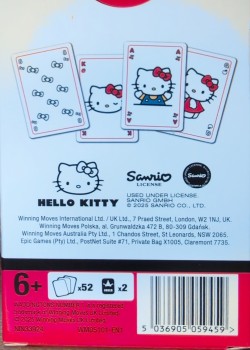 HELLO KITTY
Sanrio
LICENSE
Sanrio
USED UNDER LICENSE.
SANRIO GMBH
© 2025 SANRIO CO., LTD.
Winning Moves International Ltd / UK Ltd., 7 Praed Street, London, W2 1NJ, UK.
Winning Moves Polska, al. Grunwaldzka 472 B, 80-309 Gdańsk.
Winning Moves Australia Pty Ltd., 1 Chandos Street, St Leonards, NSW 2065.
Epic Games (Pty) Ltd., PostNet Suite #71, Private Bag X1005, Claremont 7735.
6+
x52
x2
5 036905 059459 >